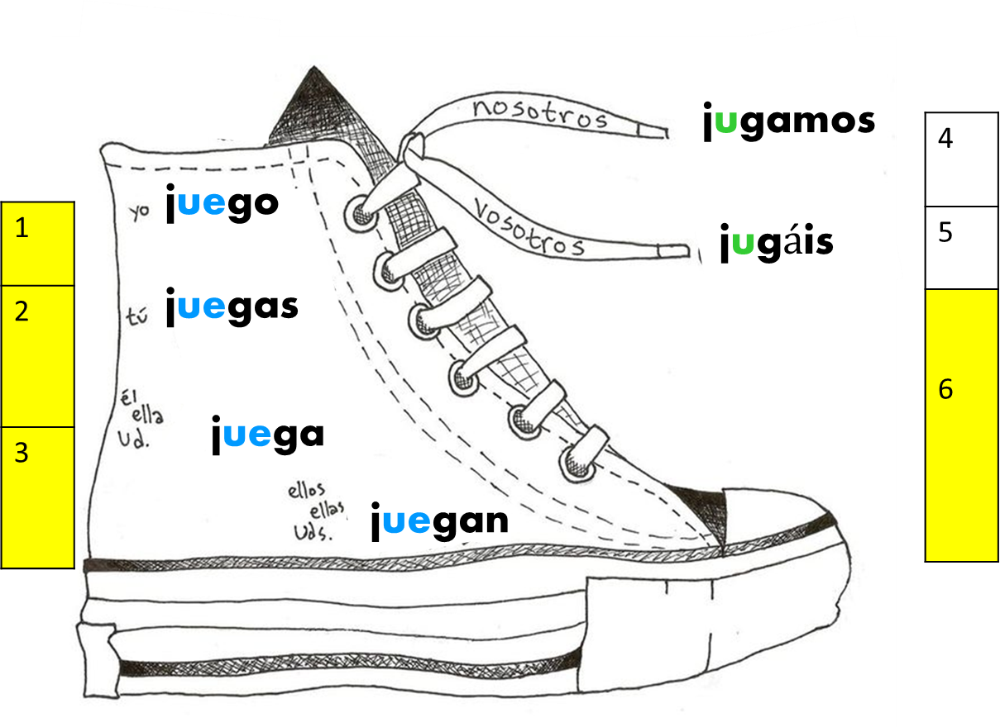 nosotros
jugamos
4
yo
juego
vosotros
1
jugáis
5
tú
juegas
2
él
ella
Ud.
6
juega
3
ellos
ellas
Uds.
juegan